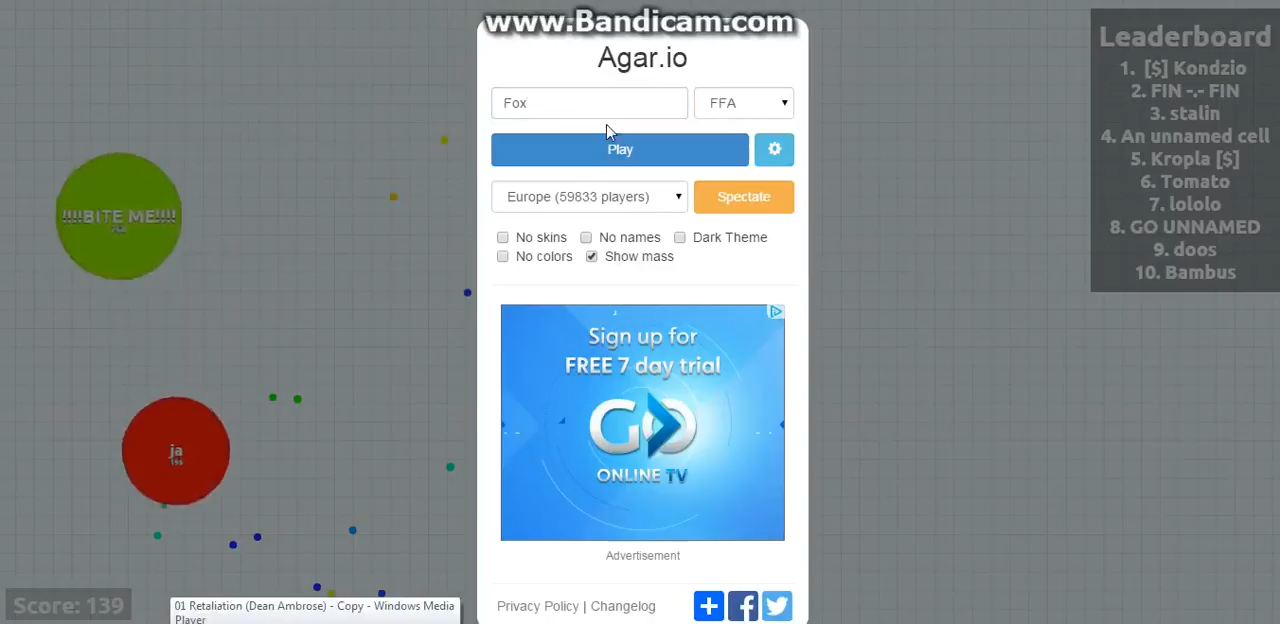 www.Bandicam.com
Agar.io
Fox
FFA
Play
Europe (59833 players)
Spectate
No skins
No names
Dark Theme
No colors
Show mass
Sign up for
FREE 7 day trial
GO
ONLINE TV
Advertisement
Privacy Policy | Changelog
Leaderboard
1. [$] Kondzio
2. FIN -.- FIN
3. stalin
4. An unnamed cell
5. Kropla [$]
6. Tomato
7. lololo
8. GO UNNAMED
9. doos
10. Bambus
!!!!BITE ME!!!!
ja
Score: 139
01 Retaliation (Dean Ambrose) - Copy - Windows Media
Player